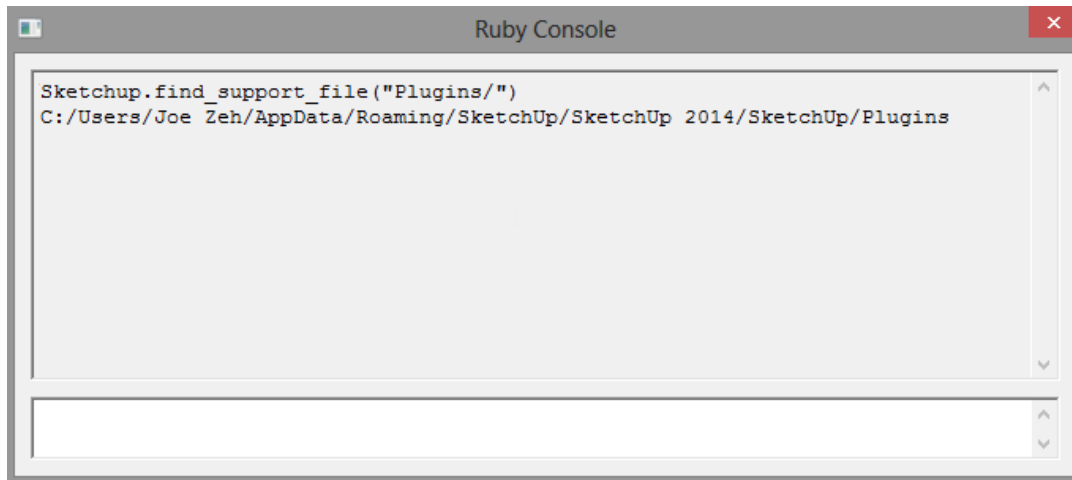 Ruby Console
Sketchup.find_support_file("Plugins/")
C:/Users/Joe Zeh/AppData/Roaming/SketchUp/SketchUp 2014/SketchUp/Plugins